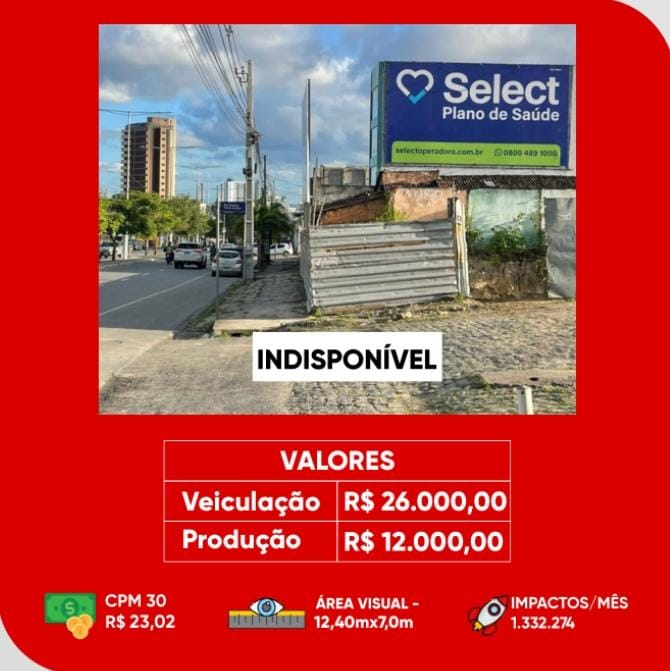 Select
Plano de Saúde
selectoperadora.com.br 0800 489 1000
INDISPONÍVEL
VALORES
Veiculação R$ 26.000,00
Produção R$ 12.000,00
CPM 30
R$ 23,02
ÁREA VISUAL -
12,40mx7,0m
IMPACTOS/MÊS
1.332.274